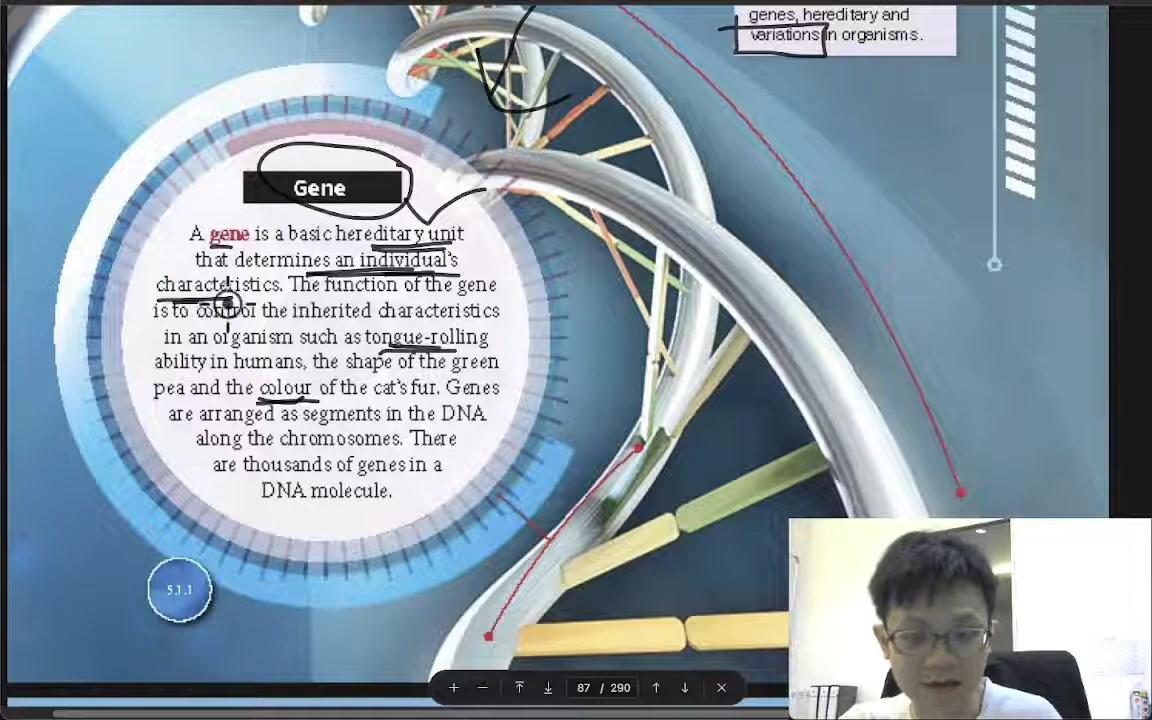 genes, hereditary and
variations in organisms.
Gene
A gene is a basic hereditary unit
that determines an individual's
characteristics. The function of the gene
is to control the inherited characteristics
in an organism such as tongue-rolling
ability in humans, the shape of the green
pea and the colour of the cat's fur. Genes
are arranged as segments in the DNA
along the chromosomes. There
are thousands of genes in a
DNA molecule.
5.1.1
87 / 290